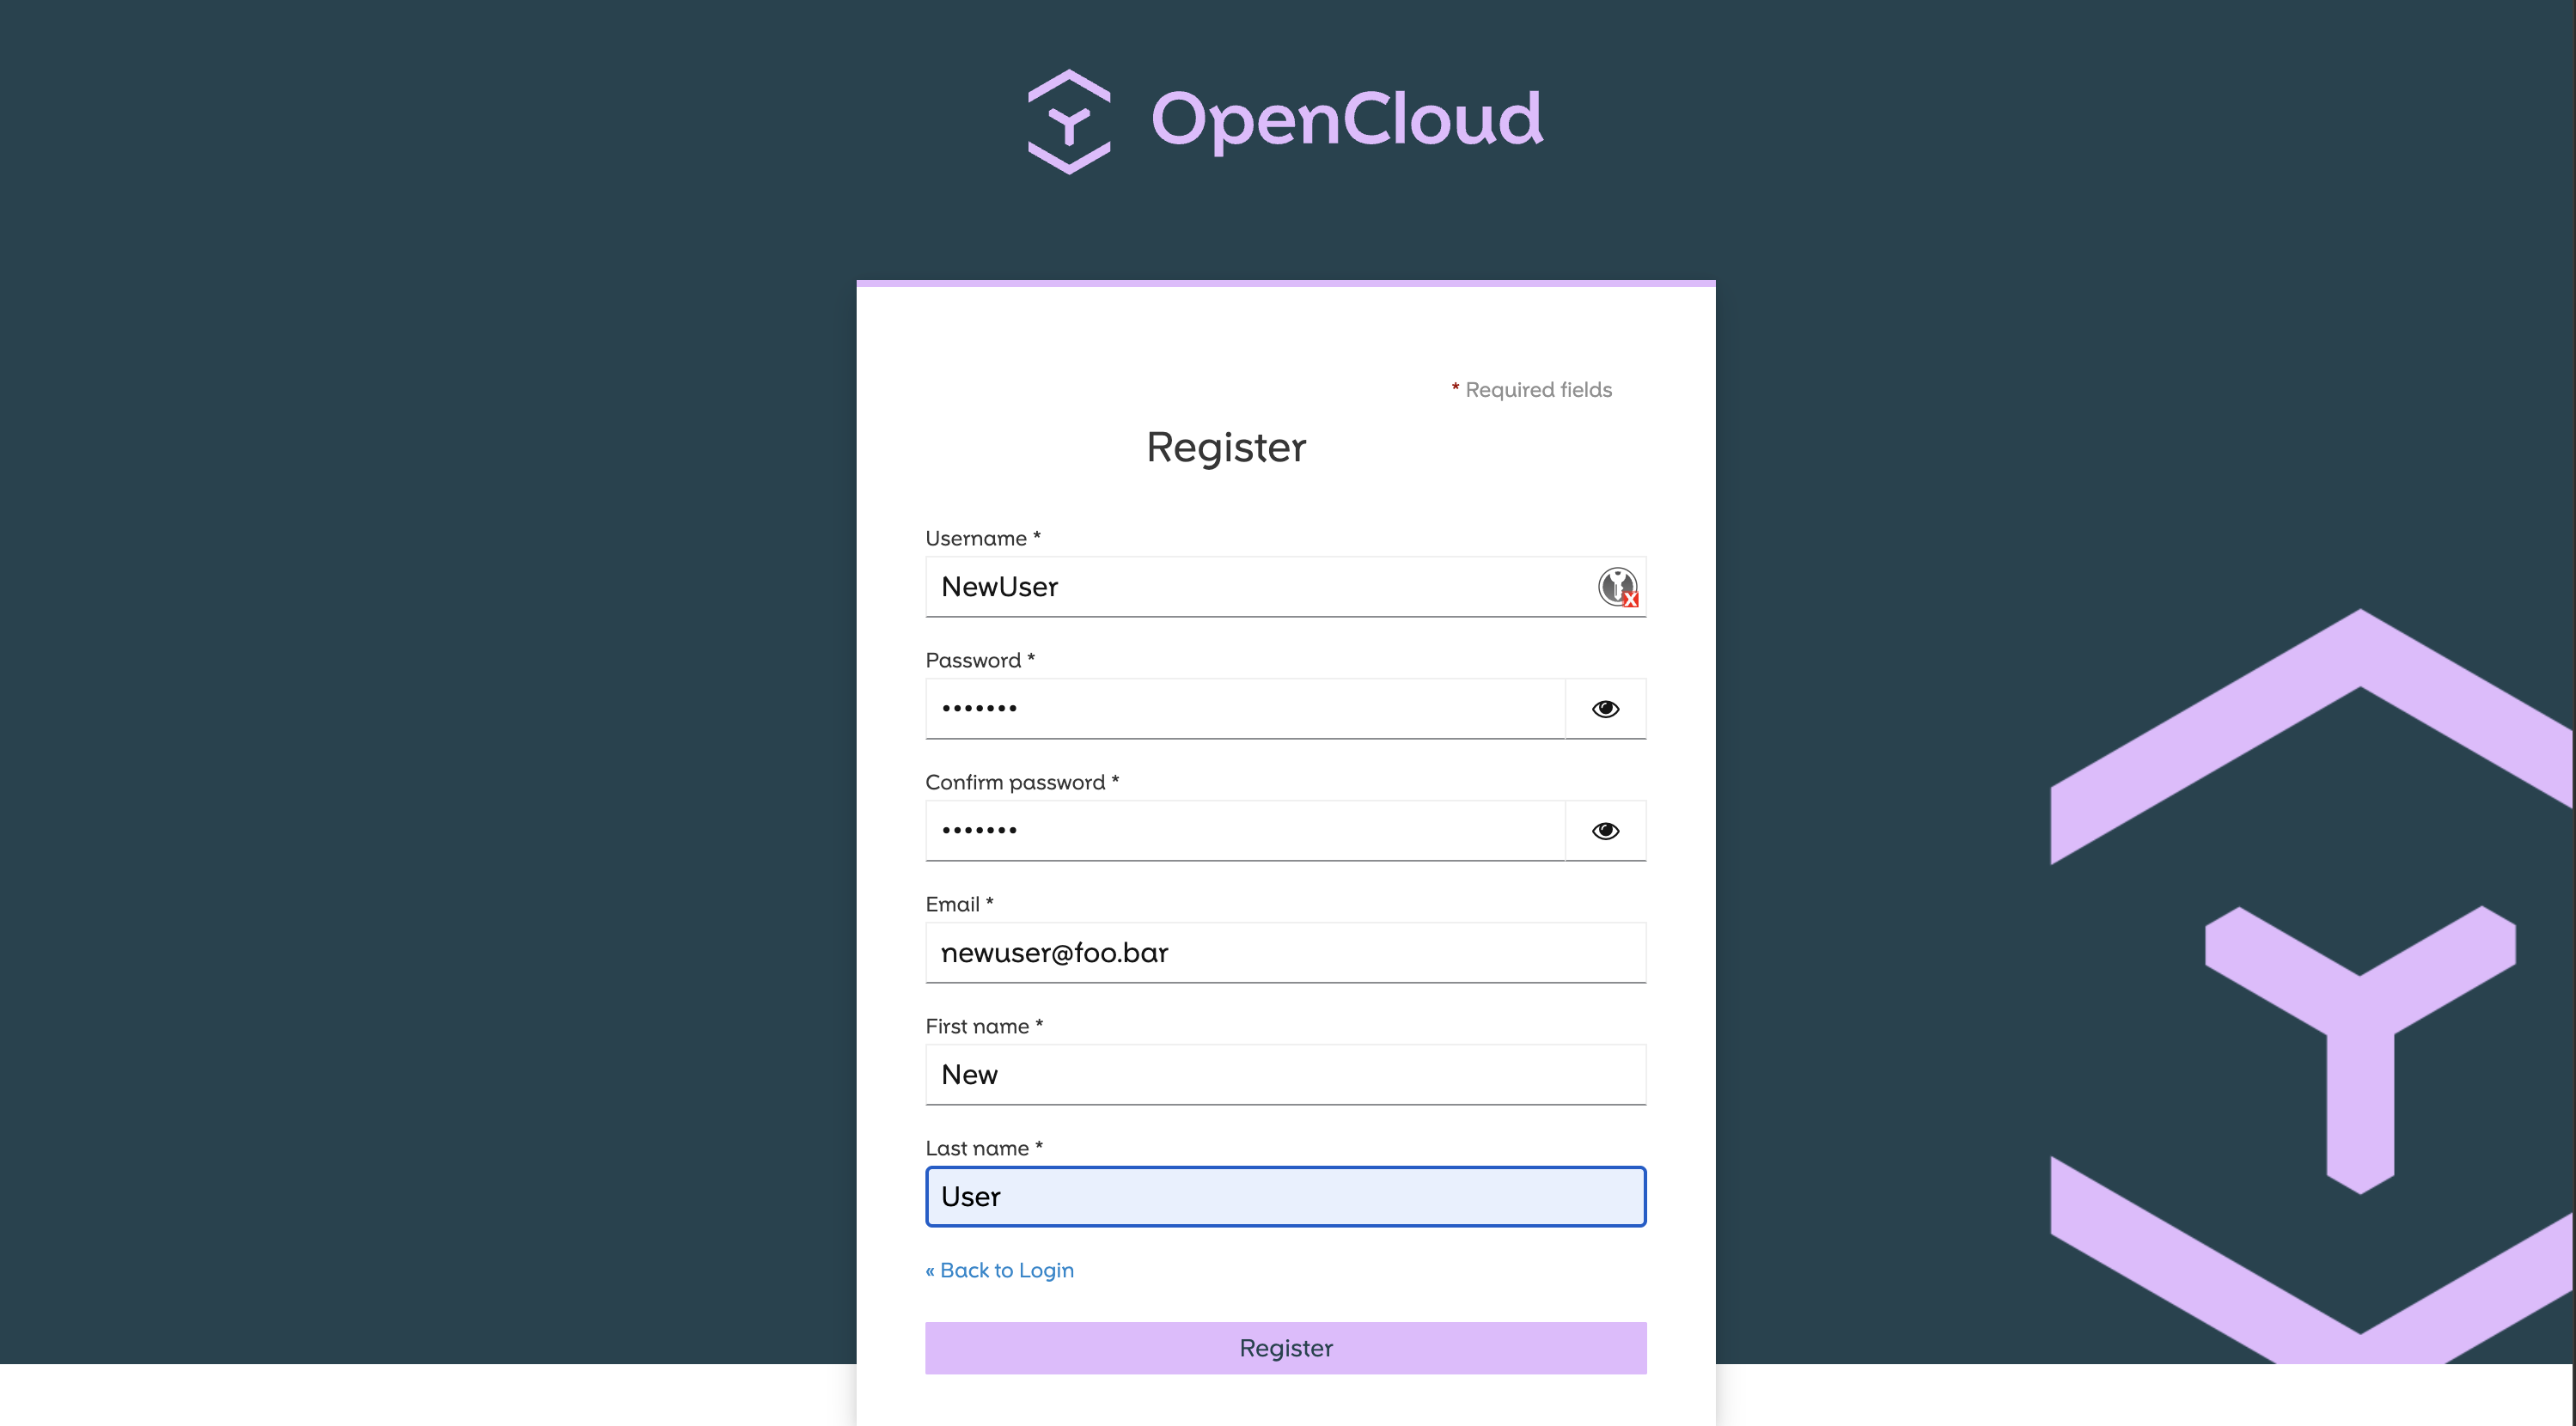 OpenCloud
* Required fields
Register
Username *
NewUser
Password *
•••••••
Confirm password *
•••••••
Email *
newuser@foo.bar
First name *
New
Last name *
User
« Back to Login
Register